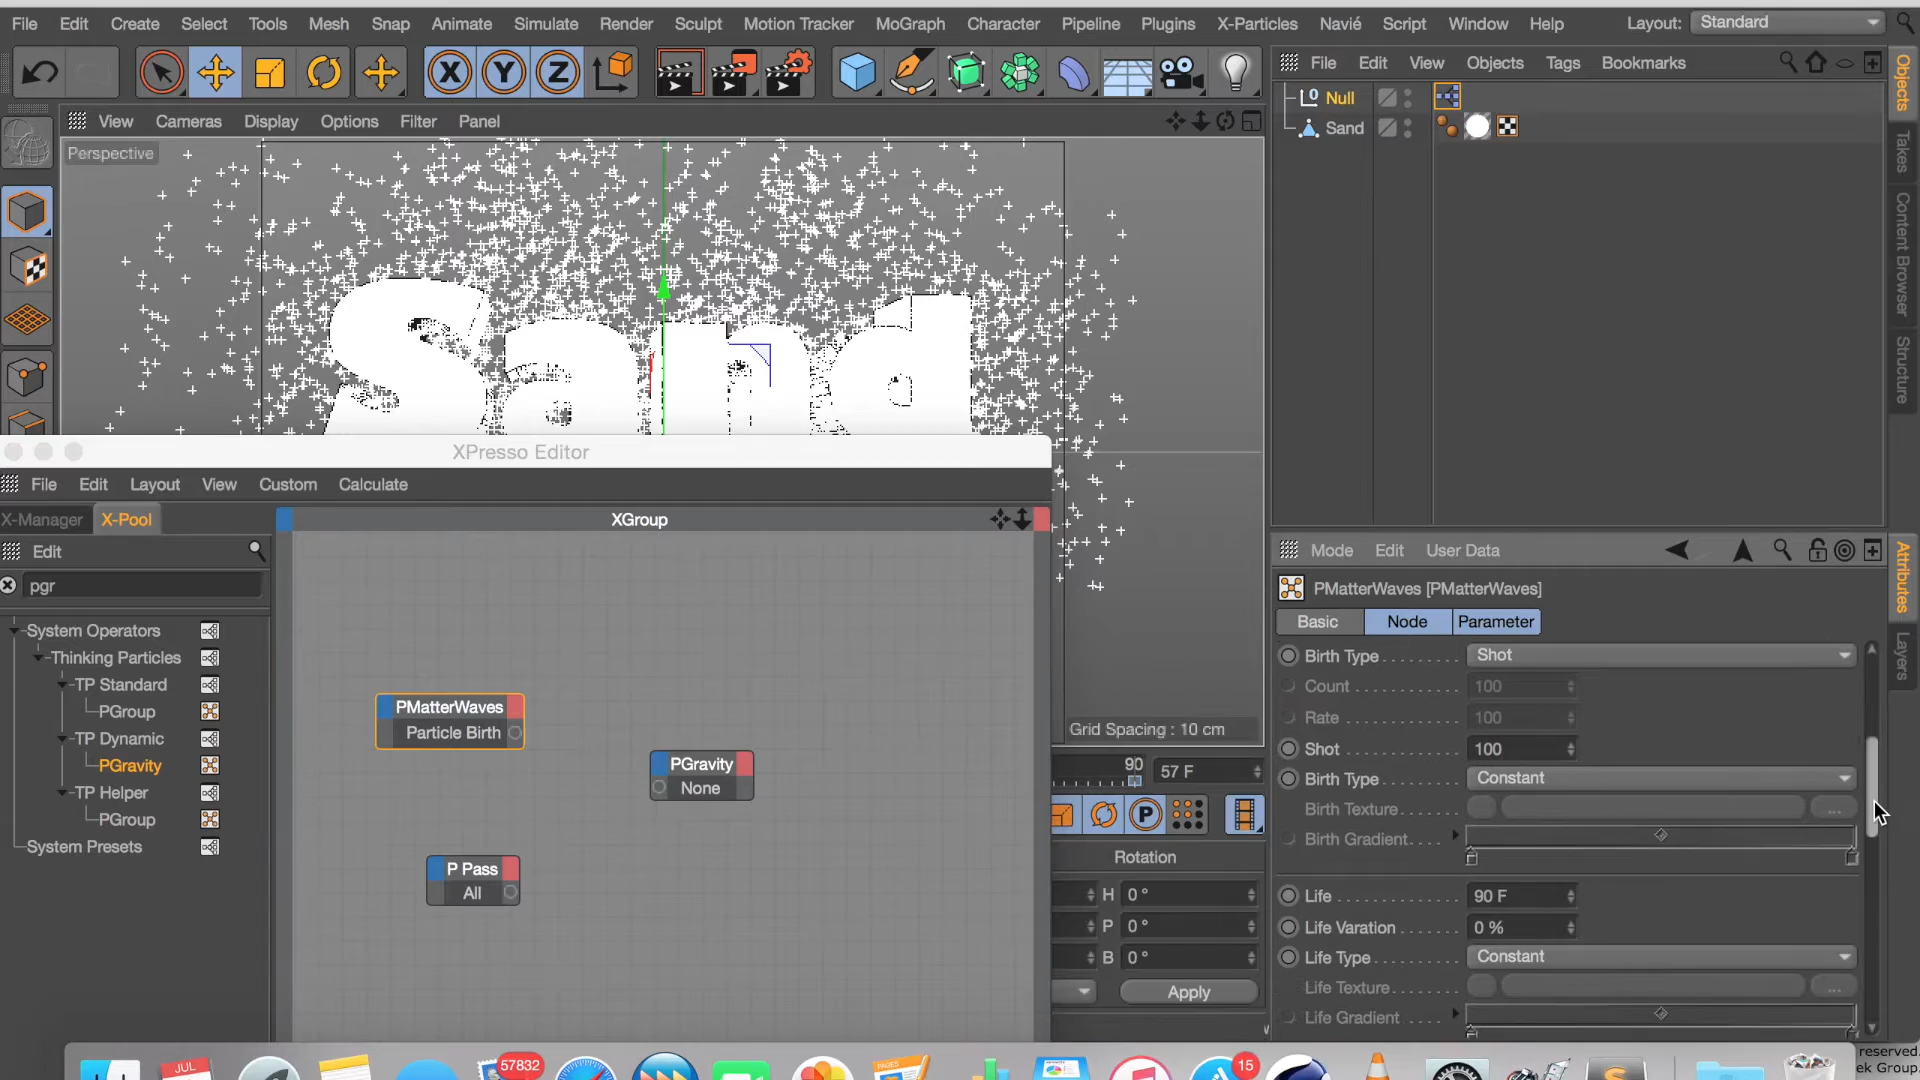 File Edit Create Select Tools Mesh Snap Animate Simulate Render Sculpt Motion Tracker MoGraph Character Pipeline Plugins X-Particles Navié Script Window Help Layout: Standard
X Y Z
File Edit View Objects Tags Bookmarks
View Cameras Display Options Filter Panel
Perspective
Null
Sand
Objects
Takes
Content Browser
Structure
Sand
XPresso Editor
File Edit Layout View Custom Calculate
X-Manager X-Pool
XGroup
Edit
pgr
System Operators
Thinking Particles
TP Standard
PGroup
TP Dynamic
PGravity
TP Helper
PGroup
System Presets
PMatterWaves
Particle Birth
PGravity
None
P Pass
All
Grid Spacing : 10 cm
90 57 F
P
Rotation
H 0 °
P 0 °
B 0 °
Apply
Mode Edit User Data
Attributes
Layers
PMatterWaves [PMatterWaves]
Basic Node Parameter
Birth Type Shot
Count 100
Rate 100
Shot 100
Birth Type Constant
Birth Texture ...
Birth Gradient
Life 90 F
Life Varation 0 %
Life Type Constant
Life Texture ...
Life Gradient
JUL 57832 15
reserved.
ek Group